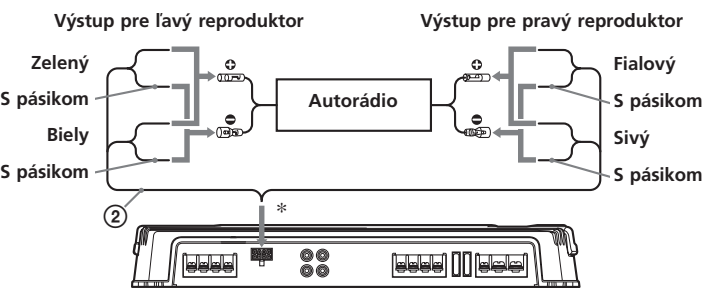 Výstup pre ľavý reproduktor
Výstup pre pravý reproduktor
Zelený
S pásikom
Biely
S pásikom
Autorádio
Fialový
S pásikom
Sivý
S pásikom
②
*